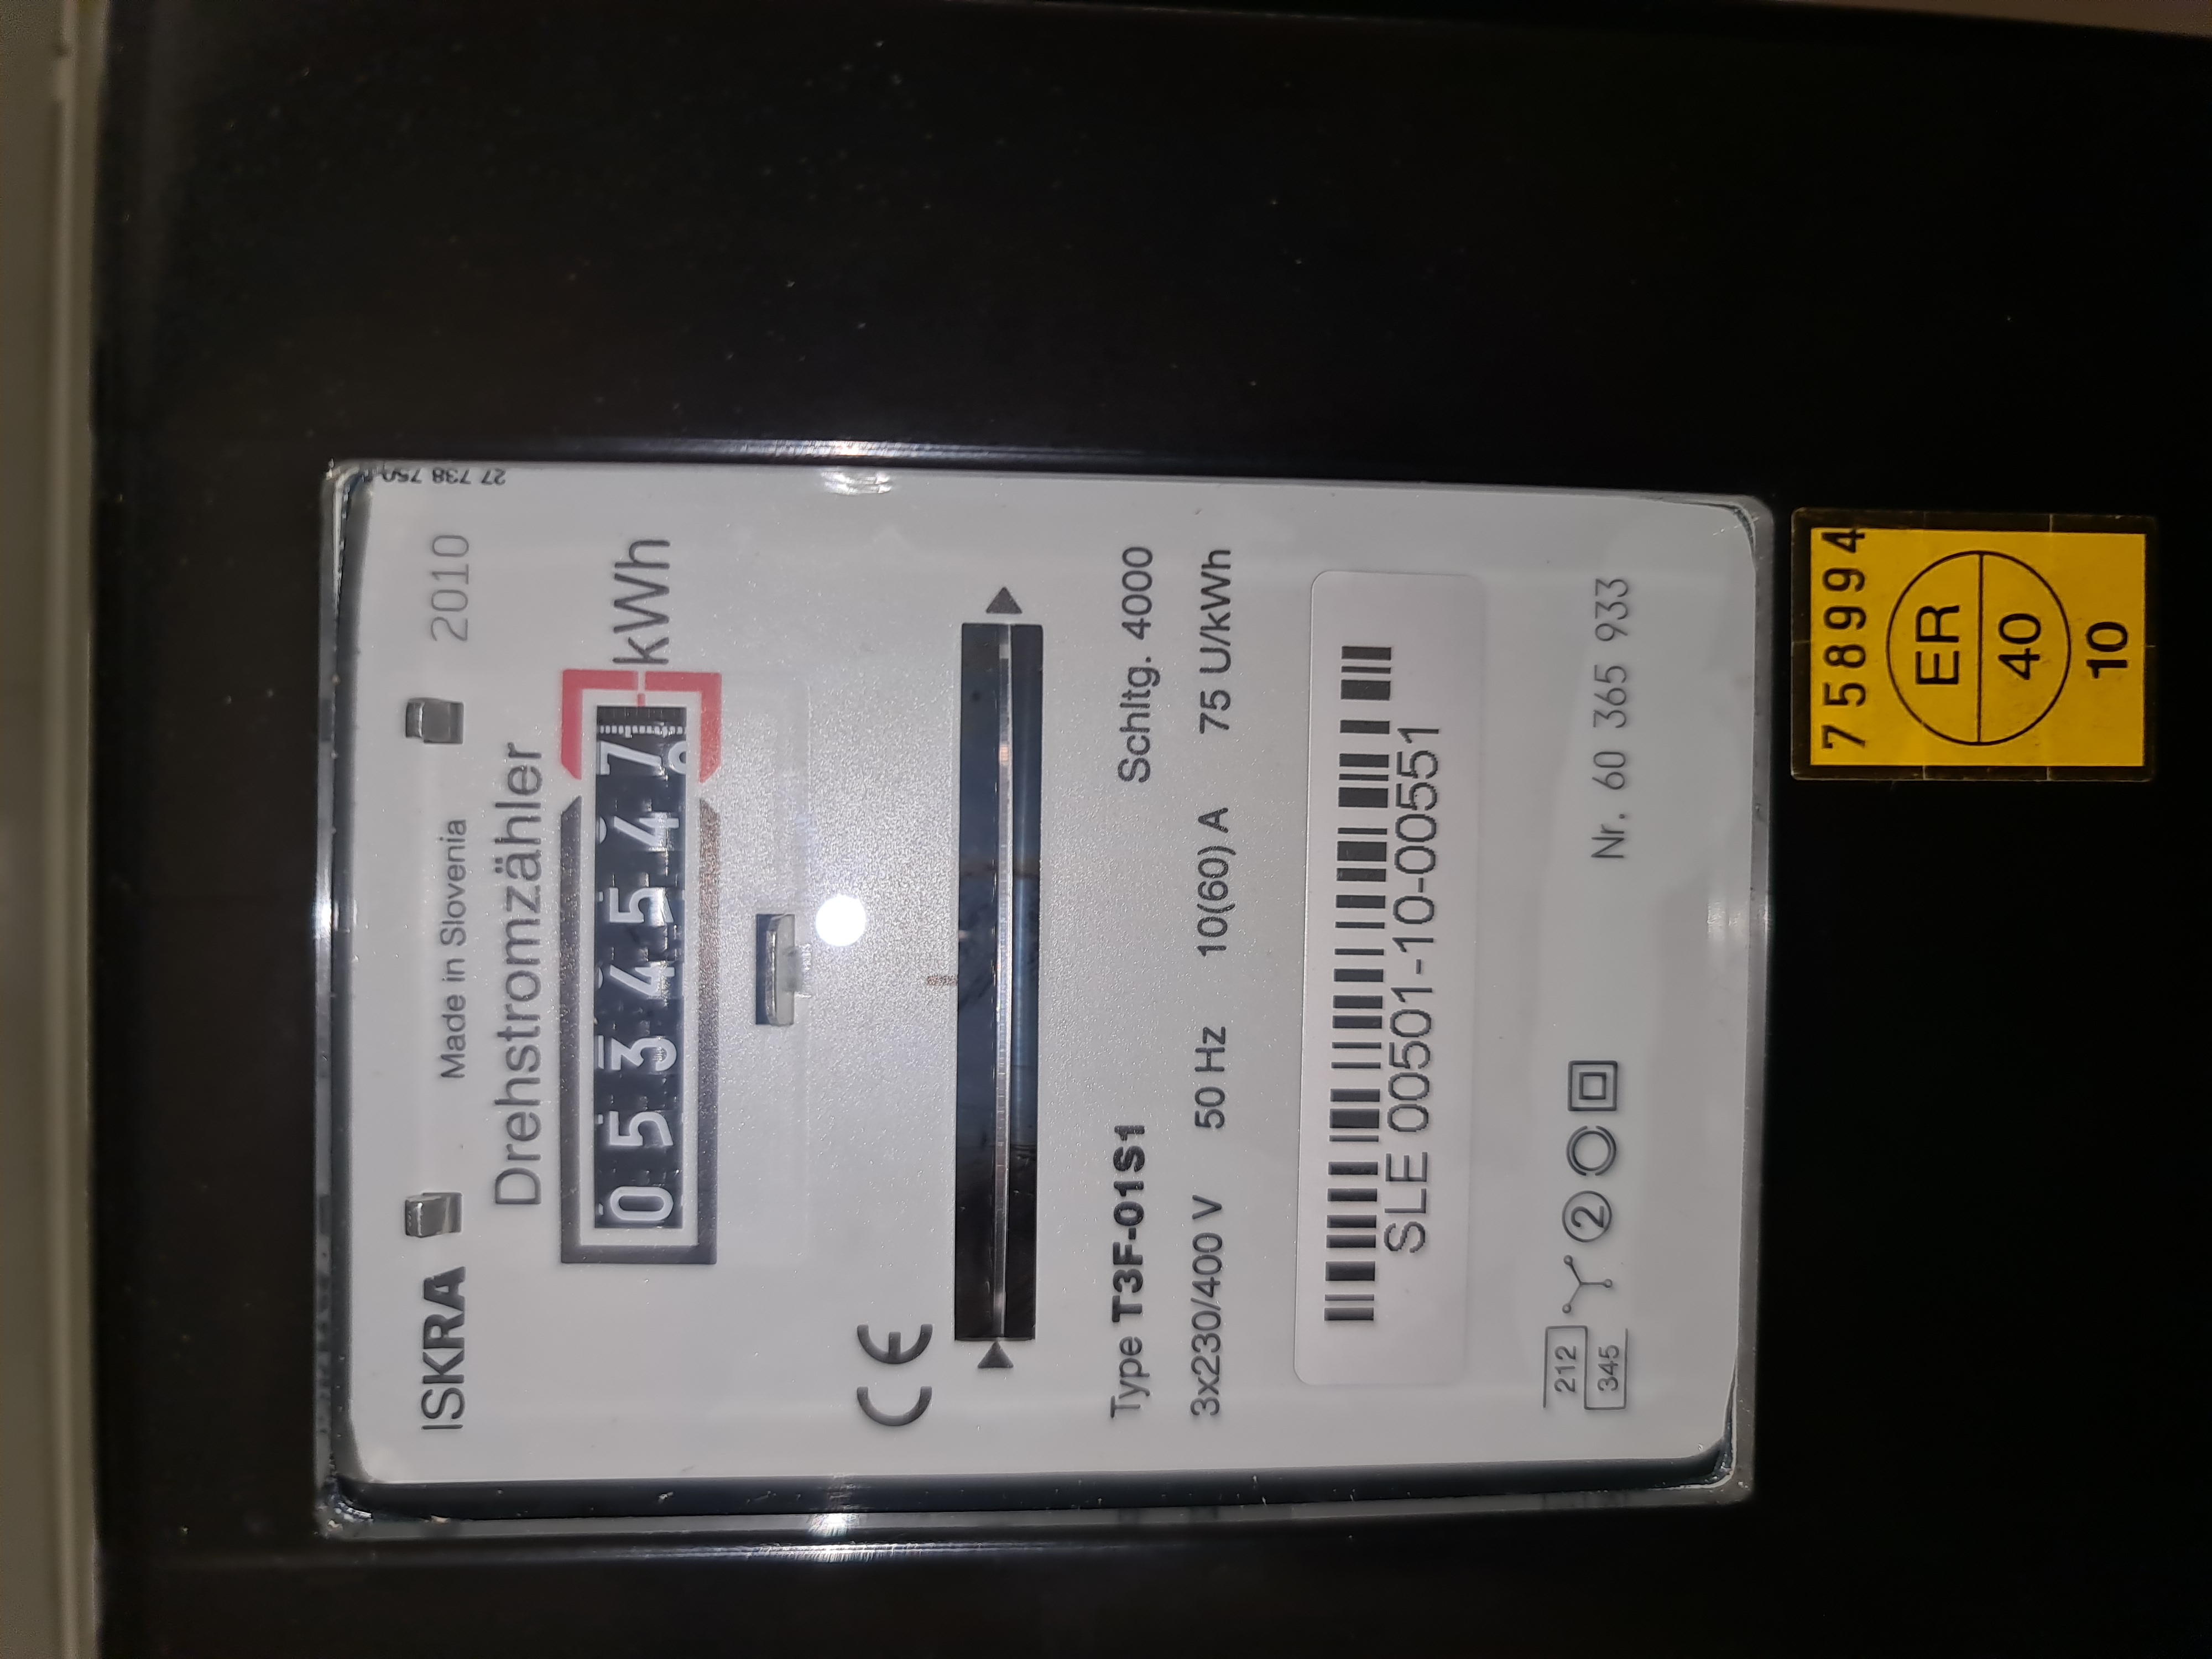 27 738 750
ISKRA
Made in Slovenia
2010
Drehstromzähler
0 5 3 4 5 4 7
kWh
CE
Type T3F-01S1
Schltg. 4000
3x230/400 V 50 Hz 10(60) A 75 U/kWh
SLE 00501-10-00551
212
345
2
Nr. 60 365 933
758994
ER
40
10